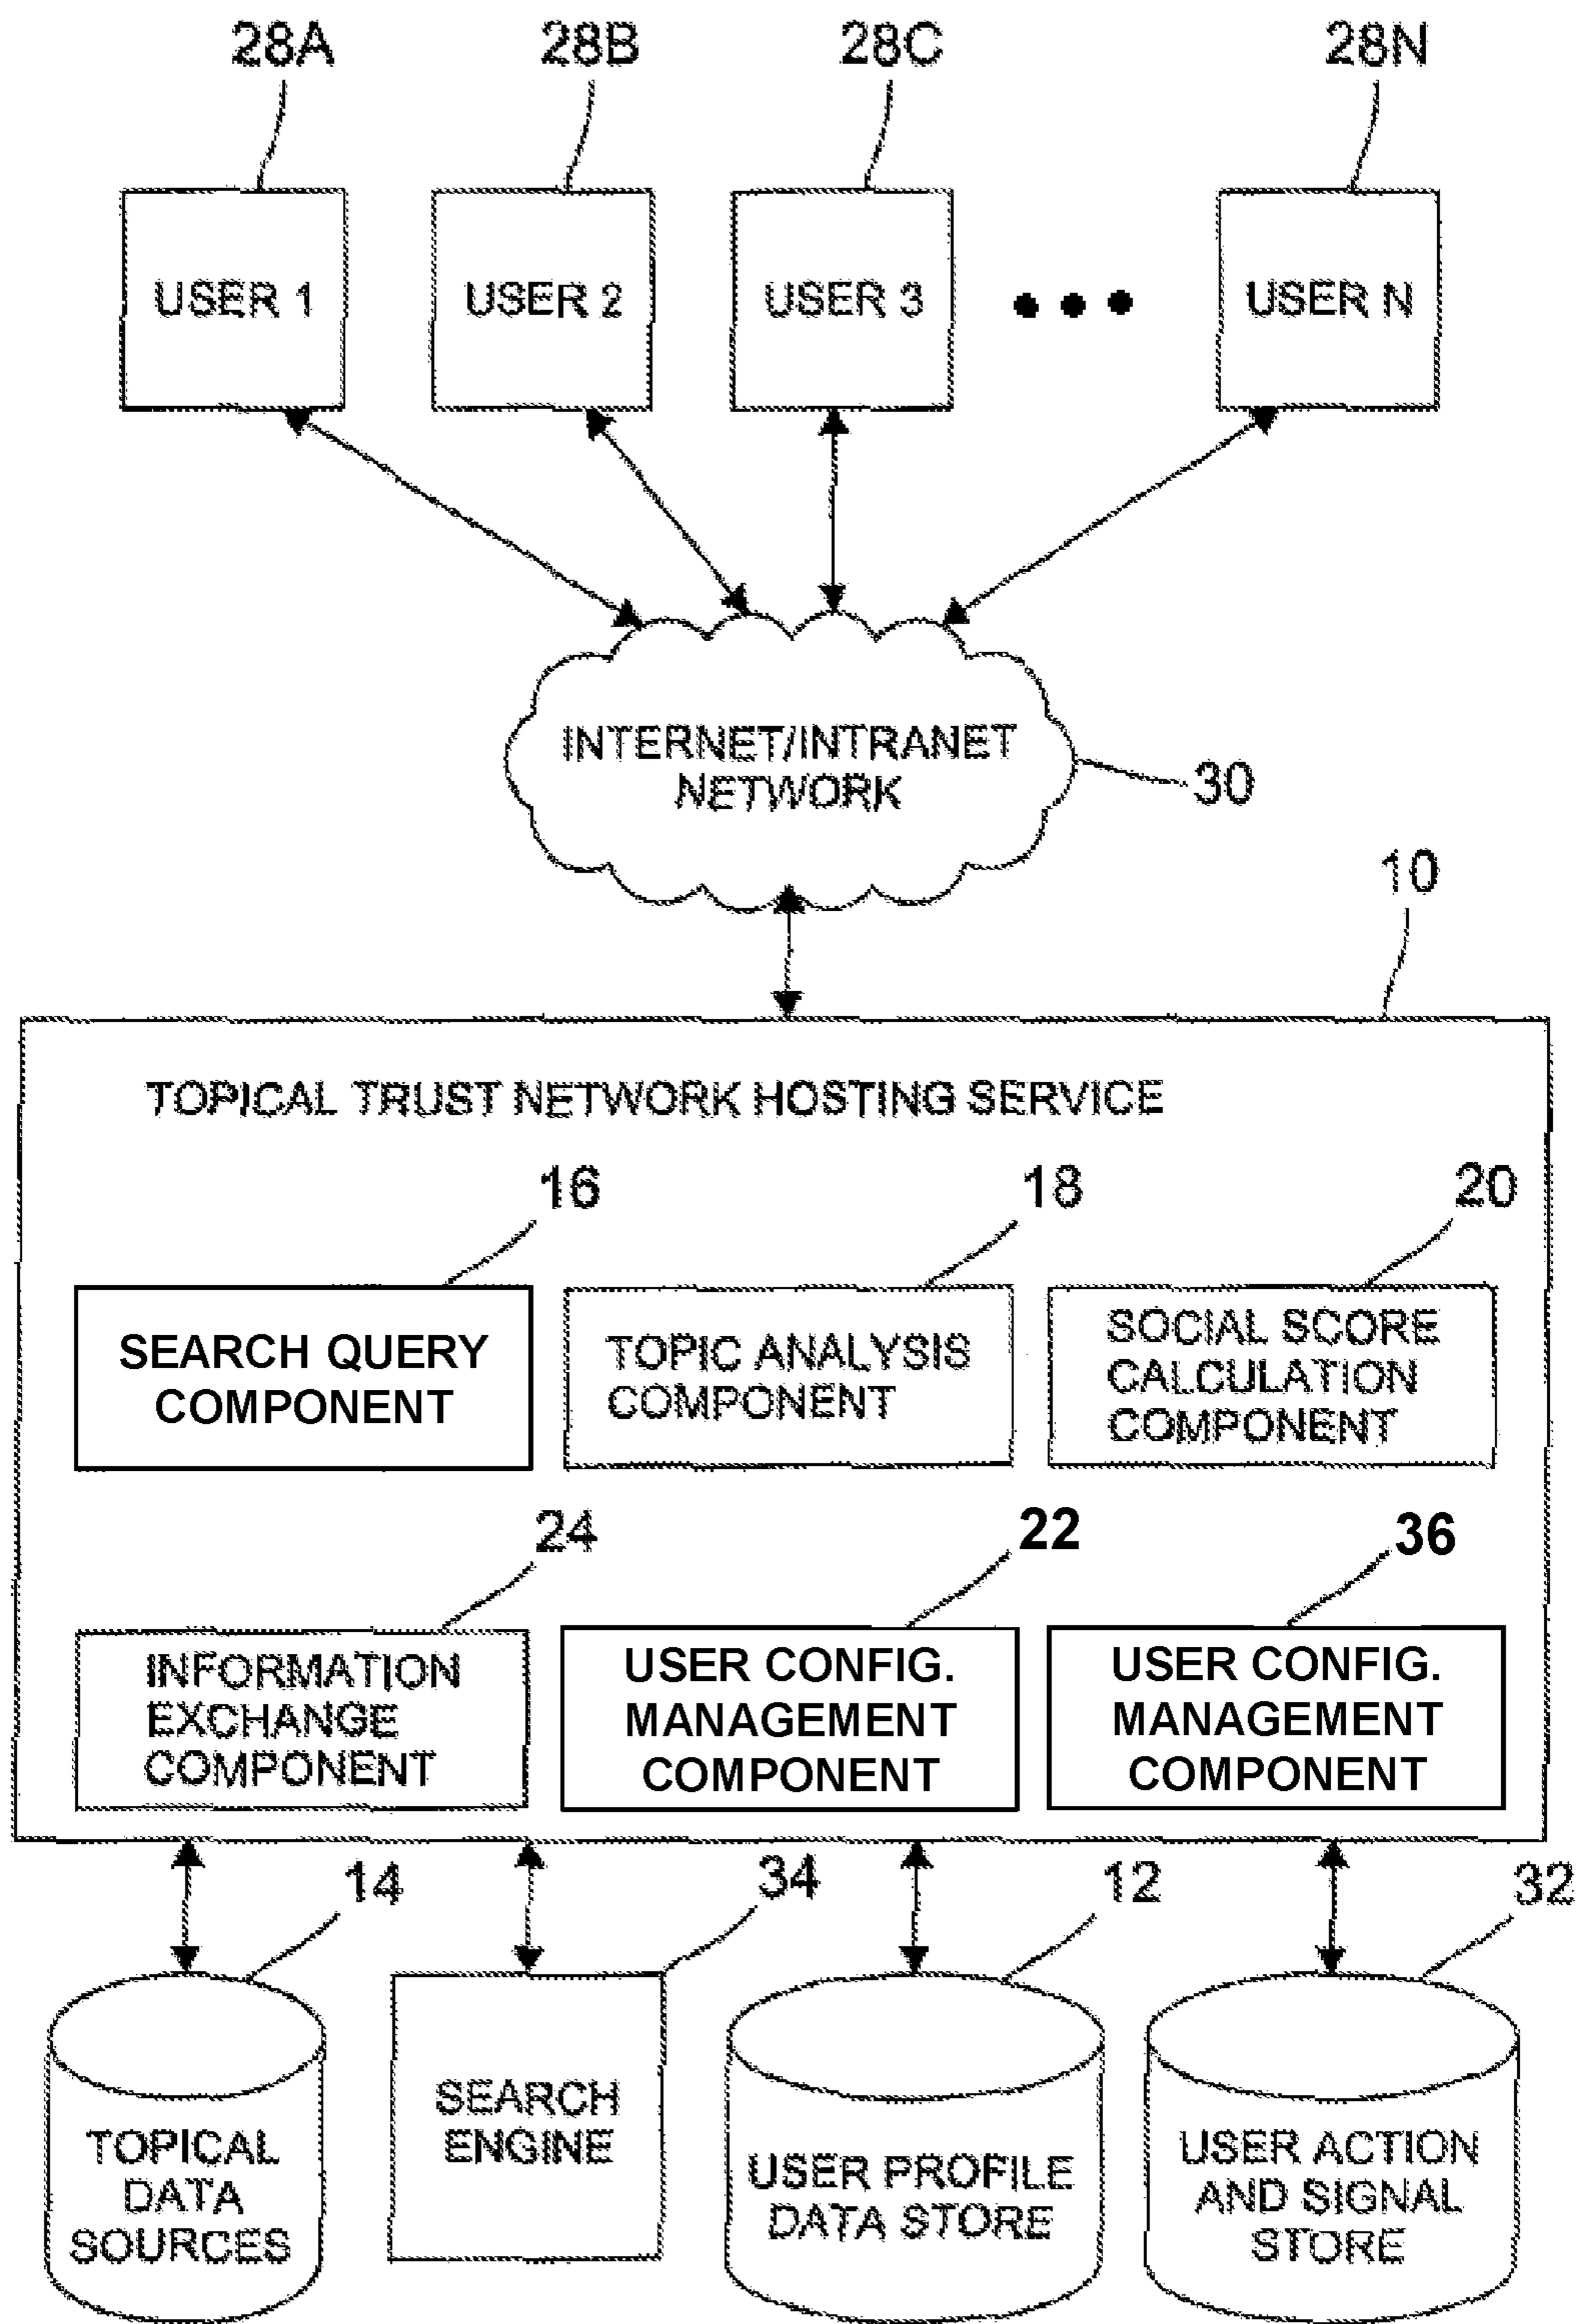 28A
28B
28C
28N
USER 1
USER 2
USER 3
USER N
INTERNET/INTRANET
NETWORK
30
10
TOPICAL TRUST NETWORK HOSTING SERVICE
16
18
20
SEARCH QUERY
COMPONENT
TOPIC ANALYSIS
COMPONENT
SOCIAL SCORE
CALCULATION
COMPONENT
24
22
36
INFORMATION
EXCHANGE
COMPONENT
USER CONFIG.
MANAGEMENT
COMPONENT
USER CONFIG.
MANAGEMENT
COMPONENT
14
34
12
32
TOPICAL
DATA
SOURCES
SEARCH
ENGINE
USER PROFILE
DATA STORE
USER ACTION
AND SIGNAL
STORE